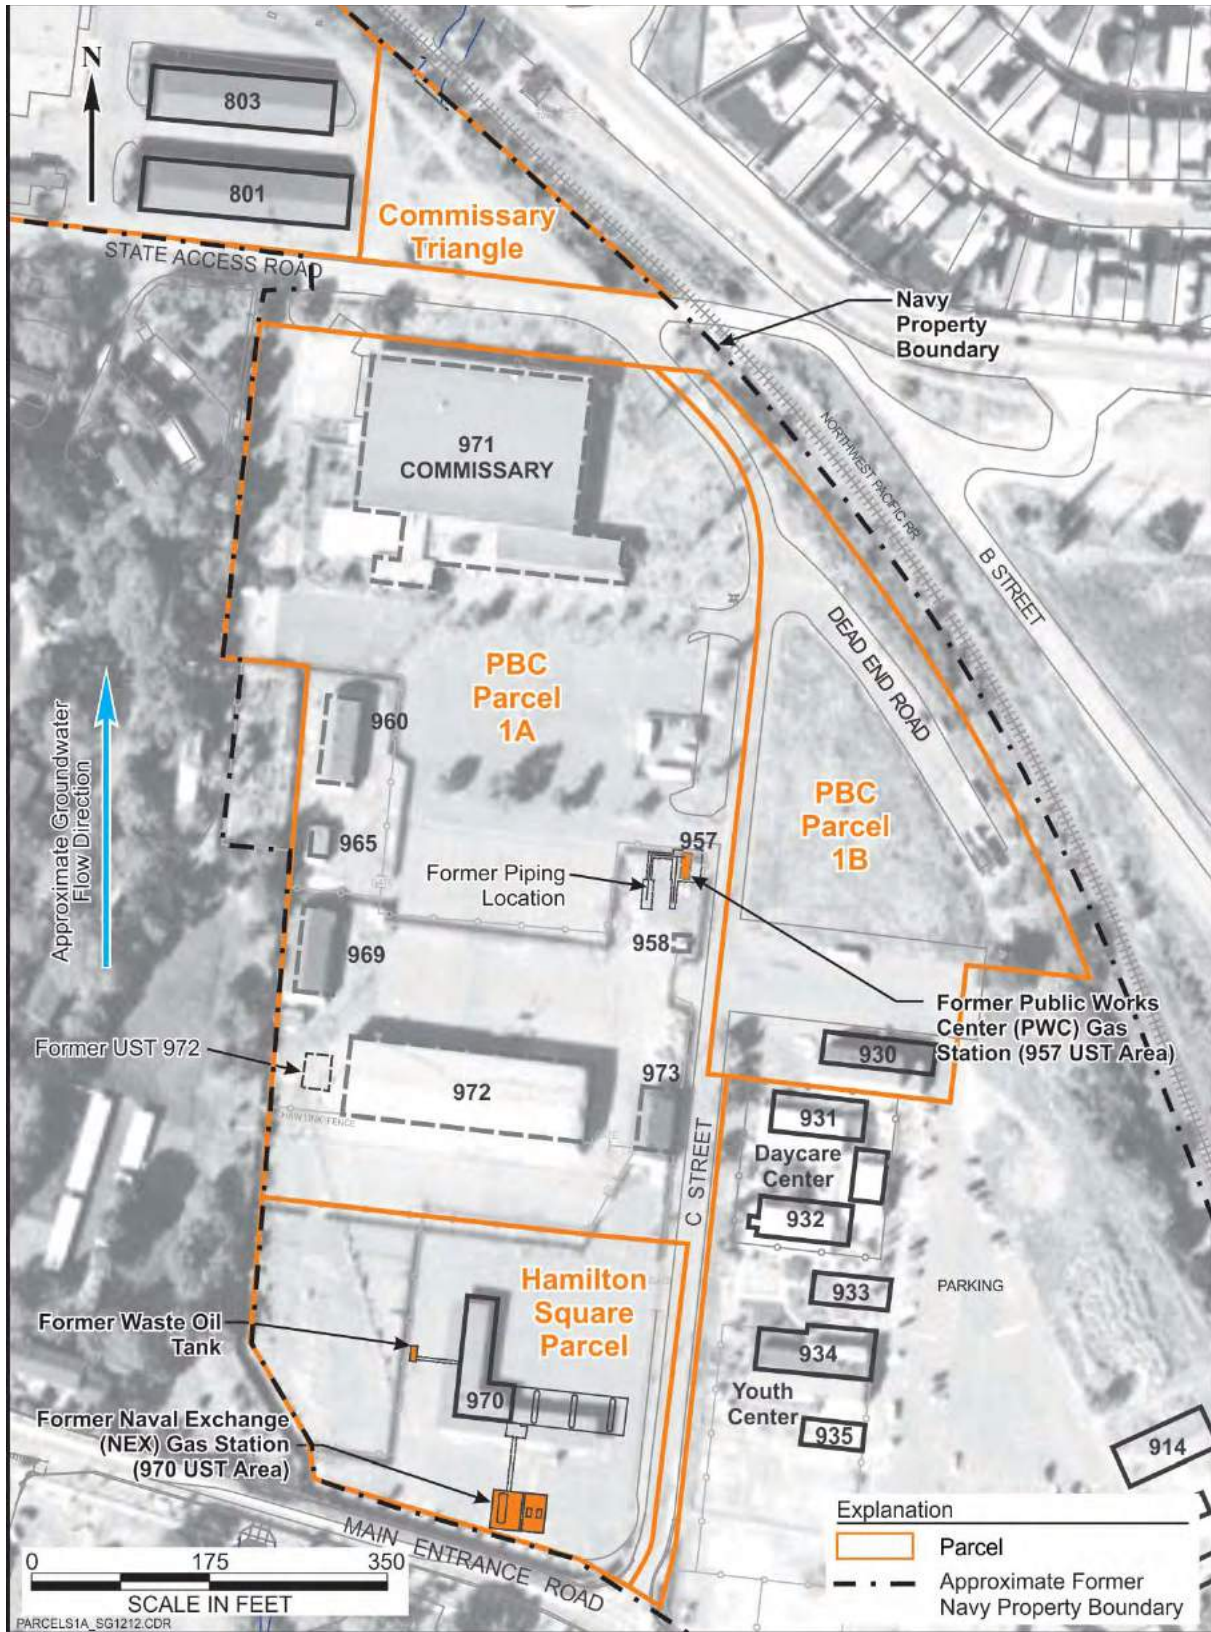 N
803
801
Commissary
Triangle
STATE ACCESS ROAD
Navy
Property
Boundary
971
COMMISSARY
NORTHWEST PACIFIC RR
B STREET
DEAD END ROAD
PBC
Parcel
1A
960
Approximate Groundwater
Flow Direction
PBC
Parcel
1B
965
957
Former Piping
Location
958
969
Former Public Works
Center (PWC) Gas
Station (957 UST Area)
Former UST 972
930
972
973
931
C STREET
Daycare
Center
932
Hamilton
Square
Parcel
933
PARKING
Former Waste Oil
Tank
934
970
Youth
Center
935
Former Naval Exchange
(NEX) Gas Station
(970 UST Area)
914
MAIN ENTRANCE ROAD
Explanation
Parcel
Approximate Former
Navy Property Boundary
0 175 350
SCALE IN FEET
PARCELS1A_SG1212.CDR